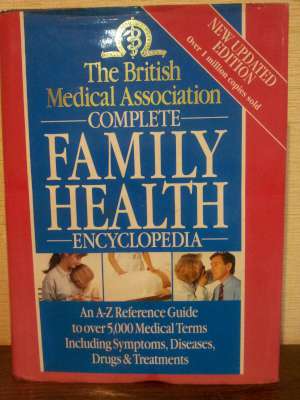 NEW UPDATED
EDITION
Over 1 million copies sold
The British
Medical Association
COMPLETE
FAMILY
HEALTH
ENCYCLOPEDIA
An A-Z Reference Guide
to over 5,000 Medical Terms
Including Symptoms, Diseases,
Drugs & Treatments